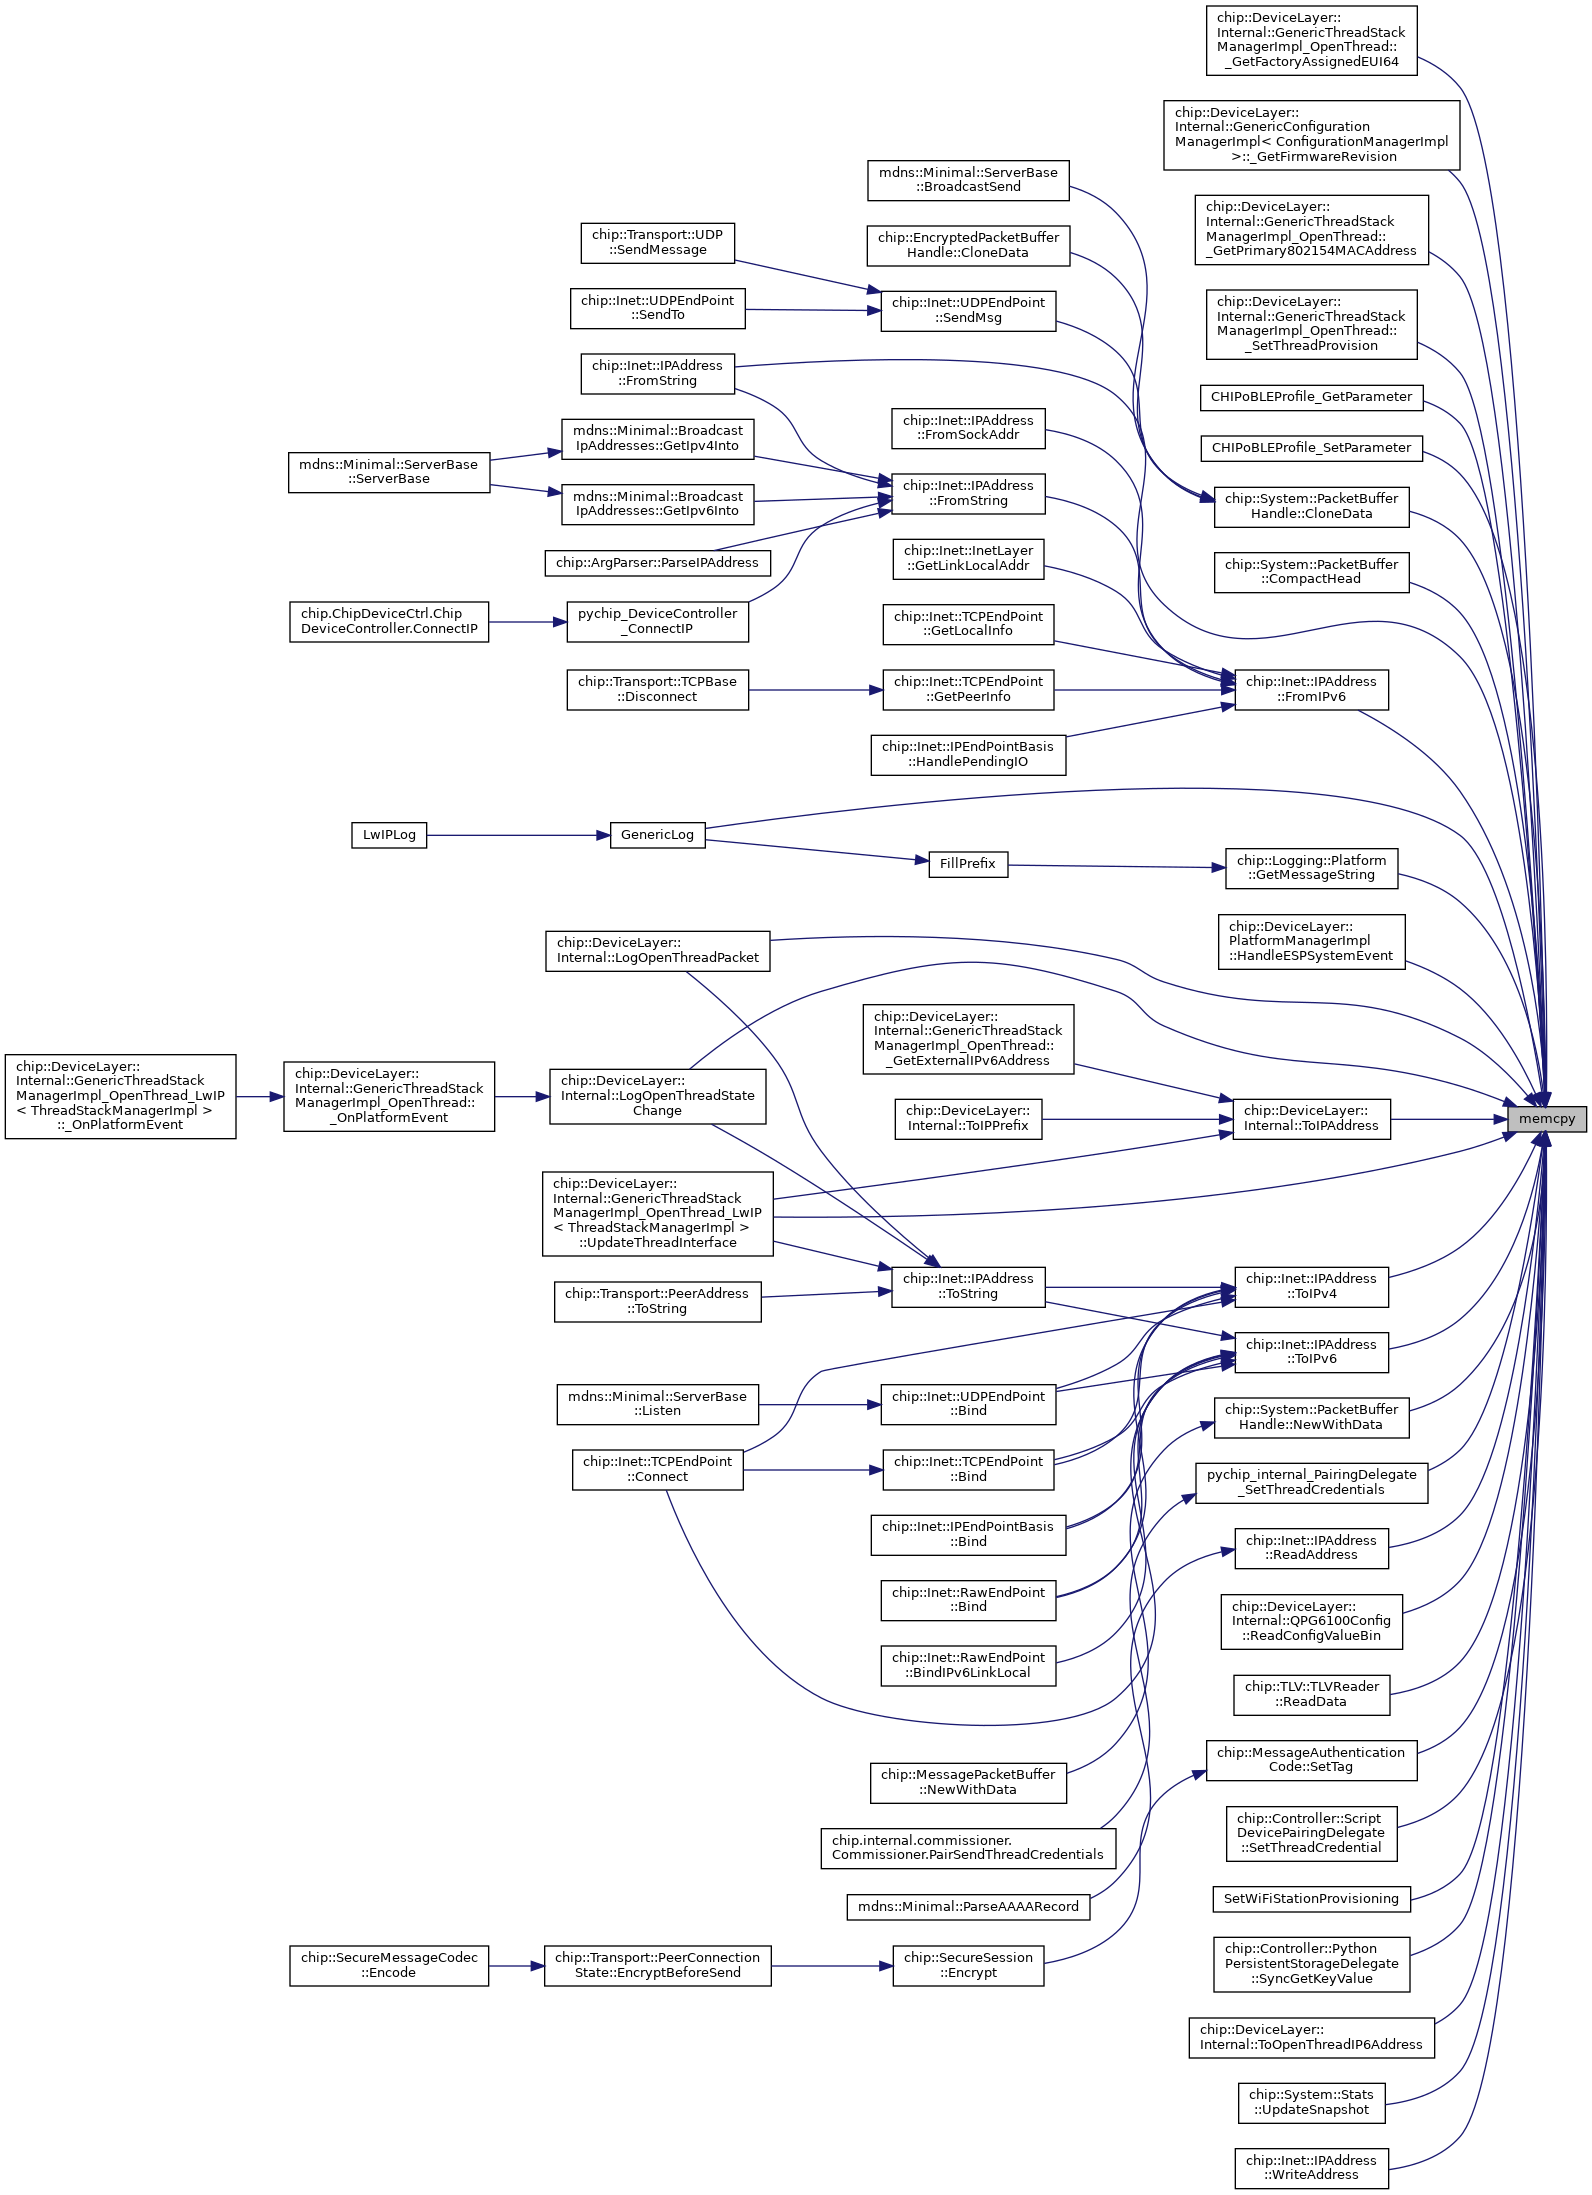 chip::DeviceLayer::
Internal::GenericThreadStack
ManagerImpl_OpenThread::
_GetFactoryAssignedEUI64
chip::DeviceLayer::
Internal::GenericConfiguration
ManagerImpl< ConfigurationManagerImpl
>::_GetFirmwareRevision
mdns::Minimal::ServerBase
::BroadcastSend
chip::DeviceLayer::
Internal::GenericThreadStack
ManagerImpl_OpenThread::
_GetPrimary802154MACAddress
chip::Transport::UDP
::SendMessage
chip::EncryptedPacketBuffer
Handle::CloneData
chip::Inet::UDPEndPoint
::SendTo
chip::Inet::UDPEndPoint
::SendMsg
chip::DeviceLayer::
Internal::GenericThreadStack
ManagerImpl_OpenThread::
_SetThreadProvision
chip::Inet::IPAddress
::FromString
CHIPoBLEProfile_GetParameter
chip::Inet::IPAddress
::FromSockAddr
mdns::Minimal::Broadcast
IpAddresses::GetIpv4Into
CHIPoBLEProfile_SetParameter
mdns::Minimal::ServerBase
::ServerBase
chip::Inet::IPAddress
::FromString
mdns::Minimal::Broadcast
IpAddresses::GetIpv6Into
chip::System::PacketBuffer
Handle::CloneData
chip::ArgParser::ParseIPAddress
chip::Inet::InetLayer
::GetLinkLocalAddr
chip::System::PacketBuffer
::CompactHead
chip.ChipDeviceCtrl.Chip
DeviceController.ConnectIP
pychip_DeviceController
_ConnectIP
chip::Inet::TCPEndPoint
::GetLocalInfo
chip::Transport::TCPBase
::Disconnect
chip::Inet::TCPEndPoint
::GetPeerInfo
chip::Inet::IPAddress
::FromIPv6
chip::Inet::IPEndPointBasis
::HandlePendingIO
LwIPLog
GenericLog
FillPrefix
chip::Logging::Platform
::GetMessageString
chip::DeviceLayer::
Internal::LogOpenThreadPacket
chip::DeviceLayer::
PlatformManagerImpl
::HandleESPSystemEvent
chip::DeviceLayer::
Internal::GenericThreadStack
ManagerImpl_OpenThread::
_GetExternalIPv6Address
chip::DeviceLayer::
Internal::GenericThreadStack
ManagerImpl_OpenThread_LwIP
< ThreadStackManagerImpl >
::_OnPlatformEvent
chip::DeviceLayer::
Internal::GenericThreadStack
ManagerImpl_OpenThread::
_OnPlatformEvent
chip::DeviceLayer::
Internal::LogOpenThreadState
Change
chip::DeviceLayer::
Internal::ToIPPrefix
chip::DeviceLayer::
Internal::ToIPAddress
memcpy
chip::DeviceLayer::
Internal::GenericThreadStack
ManagerImpl_OpenThread_LwIP
< ThreadStackManagerImpl >
::UpdateThreadInterface
chip::Inet::IPAddress
::ToString
chip::Inet::IPAddress
::ToIPv4
chip::Transport::PeerAddress
::ToString
chip::Inet::IPAddress
::ToIPv6
mdns::Minimal::ServerBase
::Listen
chip::Inet::UDPEndPoint
::Bind
chip::System::PacketBuffer
Handle::NewWithData
chip::Inet::TCPEndPoint
::Connect
chip::Inet::TCPEndPoint
::Bind
pychip_internal_PairingDelegate
_SetThreadCredentials
chip::Inet::IPEndPointBasis
::Bind
chip::Inet::IPAddress
::ReadAddress
chip::Inet::RawEndPoint
::Bind
chip::DeviceLayer::
Internal::QPG6100Config
::ReadConfigValueBin
chip::Inet::RawEndPoint
::BindIPv6LinkLocal
chip::TLV::TLVReader
::ReadData
chip::MessageAuthentication
Code::SetTag
chip::MessagePacketBuffer
::NewWithData
chip::Controller::Script
DevicePairingDelegate
::SetThreadCredential
chip.internal.commissioner.
Commissioner.PairSendThreadCredentials
SetWiFiStationProvisioning
mdns::Minimal::ParseAAAARecord
chip::SecureMessageCodec
::Encode
chip::Transport::PeerConnection
State::EncryptBeforeSend
chip::SecureSession
::Encrypt
chip::Controller::Python
PersistentStorageDelegate
::SyncGetKeyValue
chip::DeviceLayer::
Internal::ToOpenThreadIP6Address
chip::System::Stats
::UpdateSnapshot
chip::Inet::IPAddress
::WriteAddress